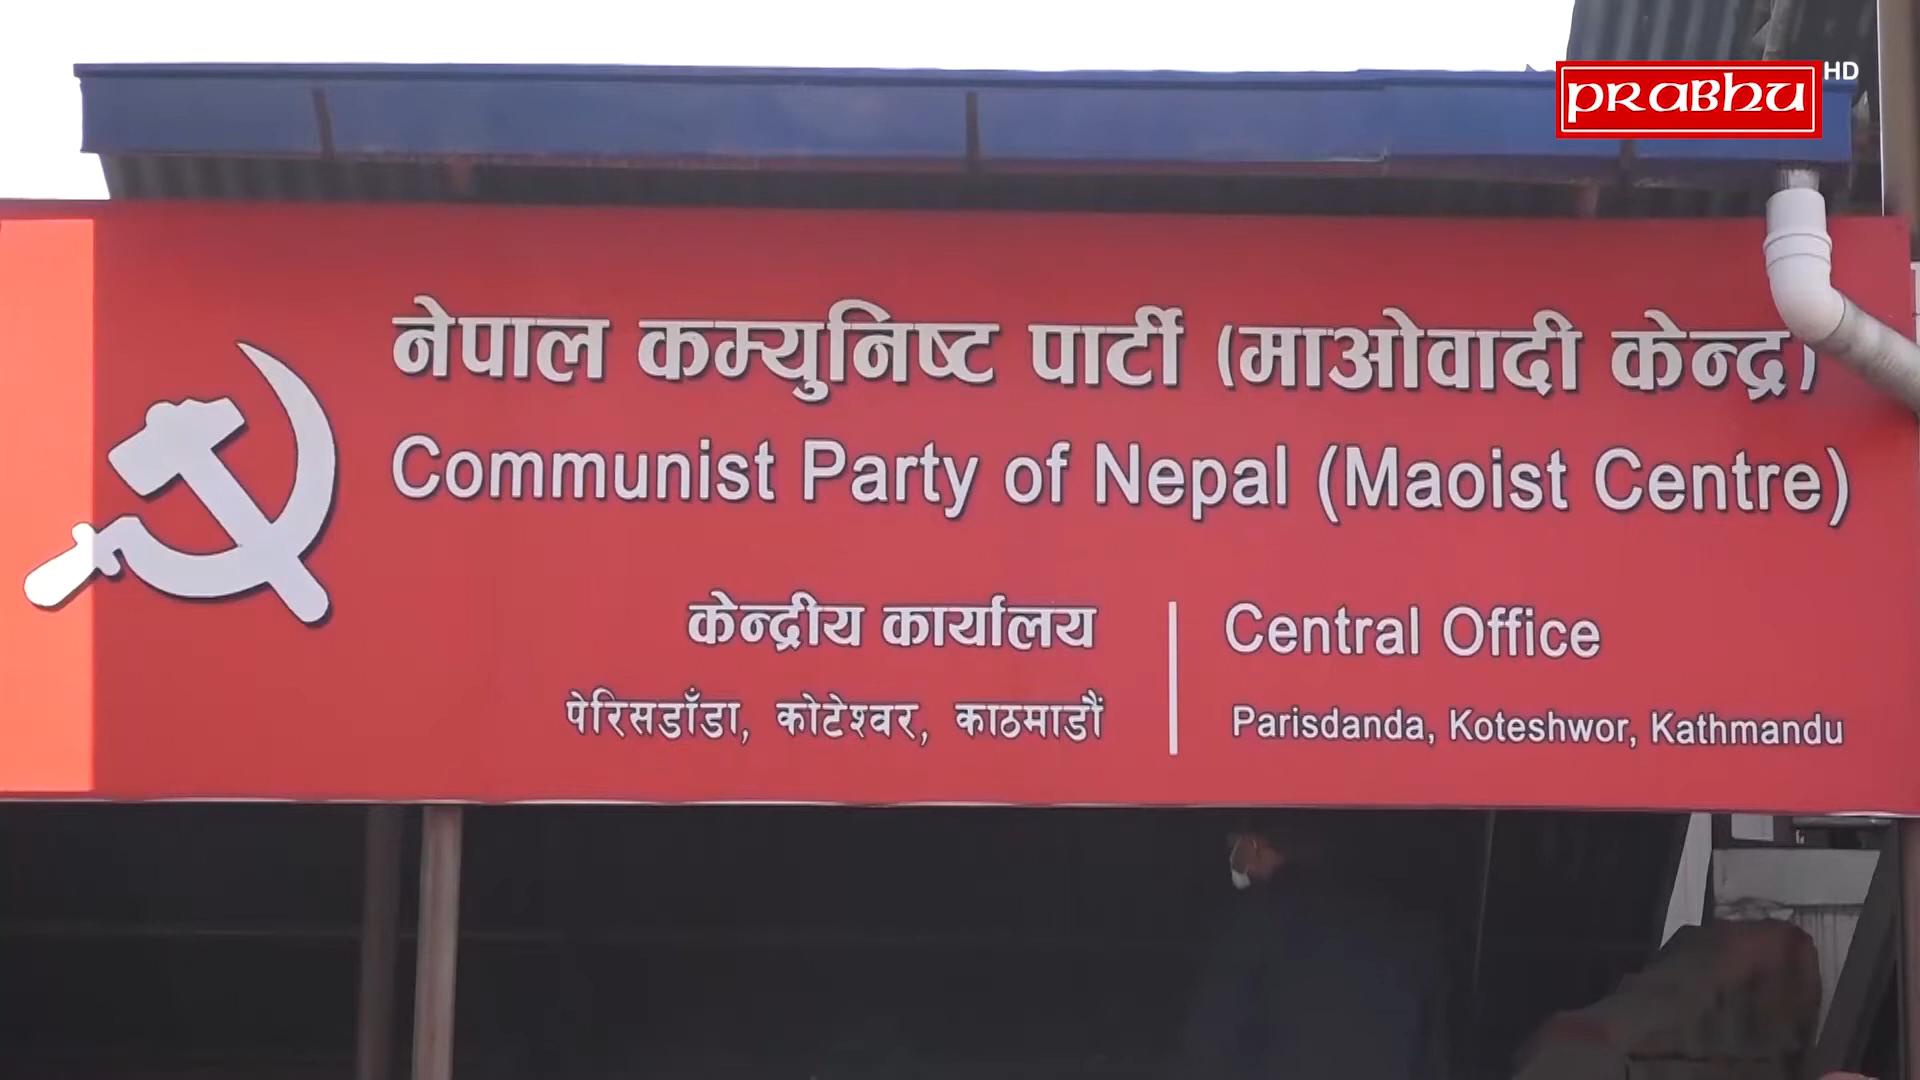 PRABHU HD
नेपाल कम्युनिष्ट पार्टी (माओवादी केन्द्र)
Communist Party of Nepal (Maoist Centre)
केन्द्रीय कार्यालय
पेरिसडाँडा, कोटेश्वर, काठमाडौं
Central Office
Parisdanda, Koteshwor, Kathmandu